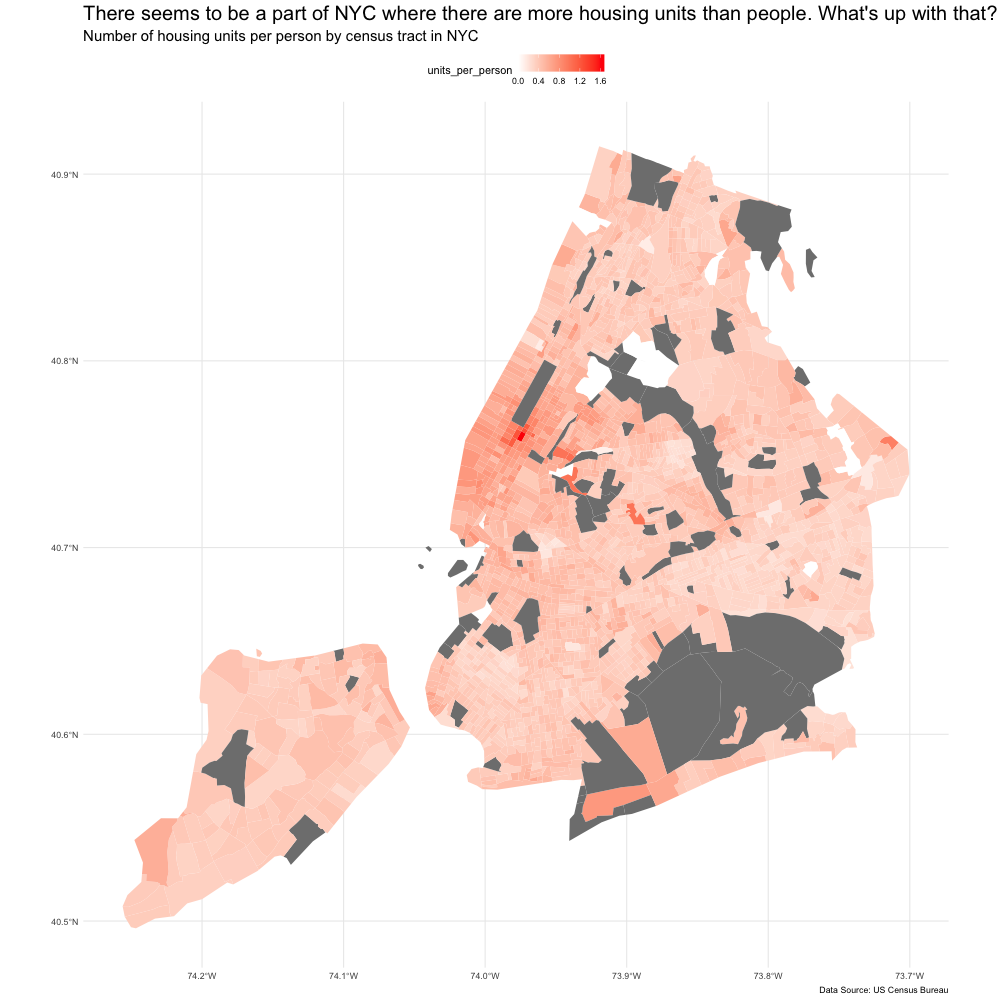 There seems to be a part of NYC where there are more housing units than people. What's up with that?
Number of housing units per person by census tract in NYC
units_per_person
0.0 0.4 0.8 1.2 1.6
40.9°N
40.8°N
40.7°N
40.6°N
40.5°N
74.2°W 74.1°W 74.0°W 73.9°W 73.8°W 73.7°W
Data Source: US Census Bureau